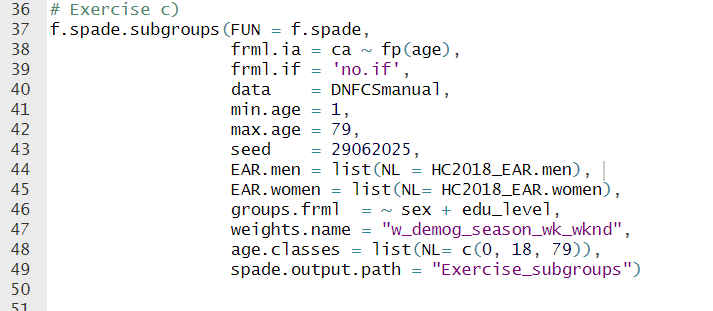 36 # Exercise c)
37 f.spade.subgroups(FUN = f.spade,
38 frml.ia = ca ~ fp(age),
39 frml.if = 'no.if',
40 data    = DNFCSmanual,
41 min.age = 1,
42 max.age = 79,
43 seed    = 29062025,
44 EAR.men = list(NL = HC2018_EAR.men),
45 EAR.women = list(NL= HC2018_EAR.women),
46 groups.frml  = ~ sex + edu_level,
47 weights.name = "w_demog_season_wk_wknd",
48 age.classes = list(NL= c(0, 18, 79)),
49 spade.output.path = "Exercise_subgroups")
50
51